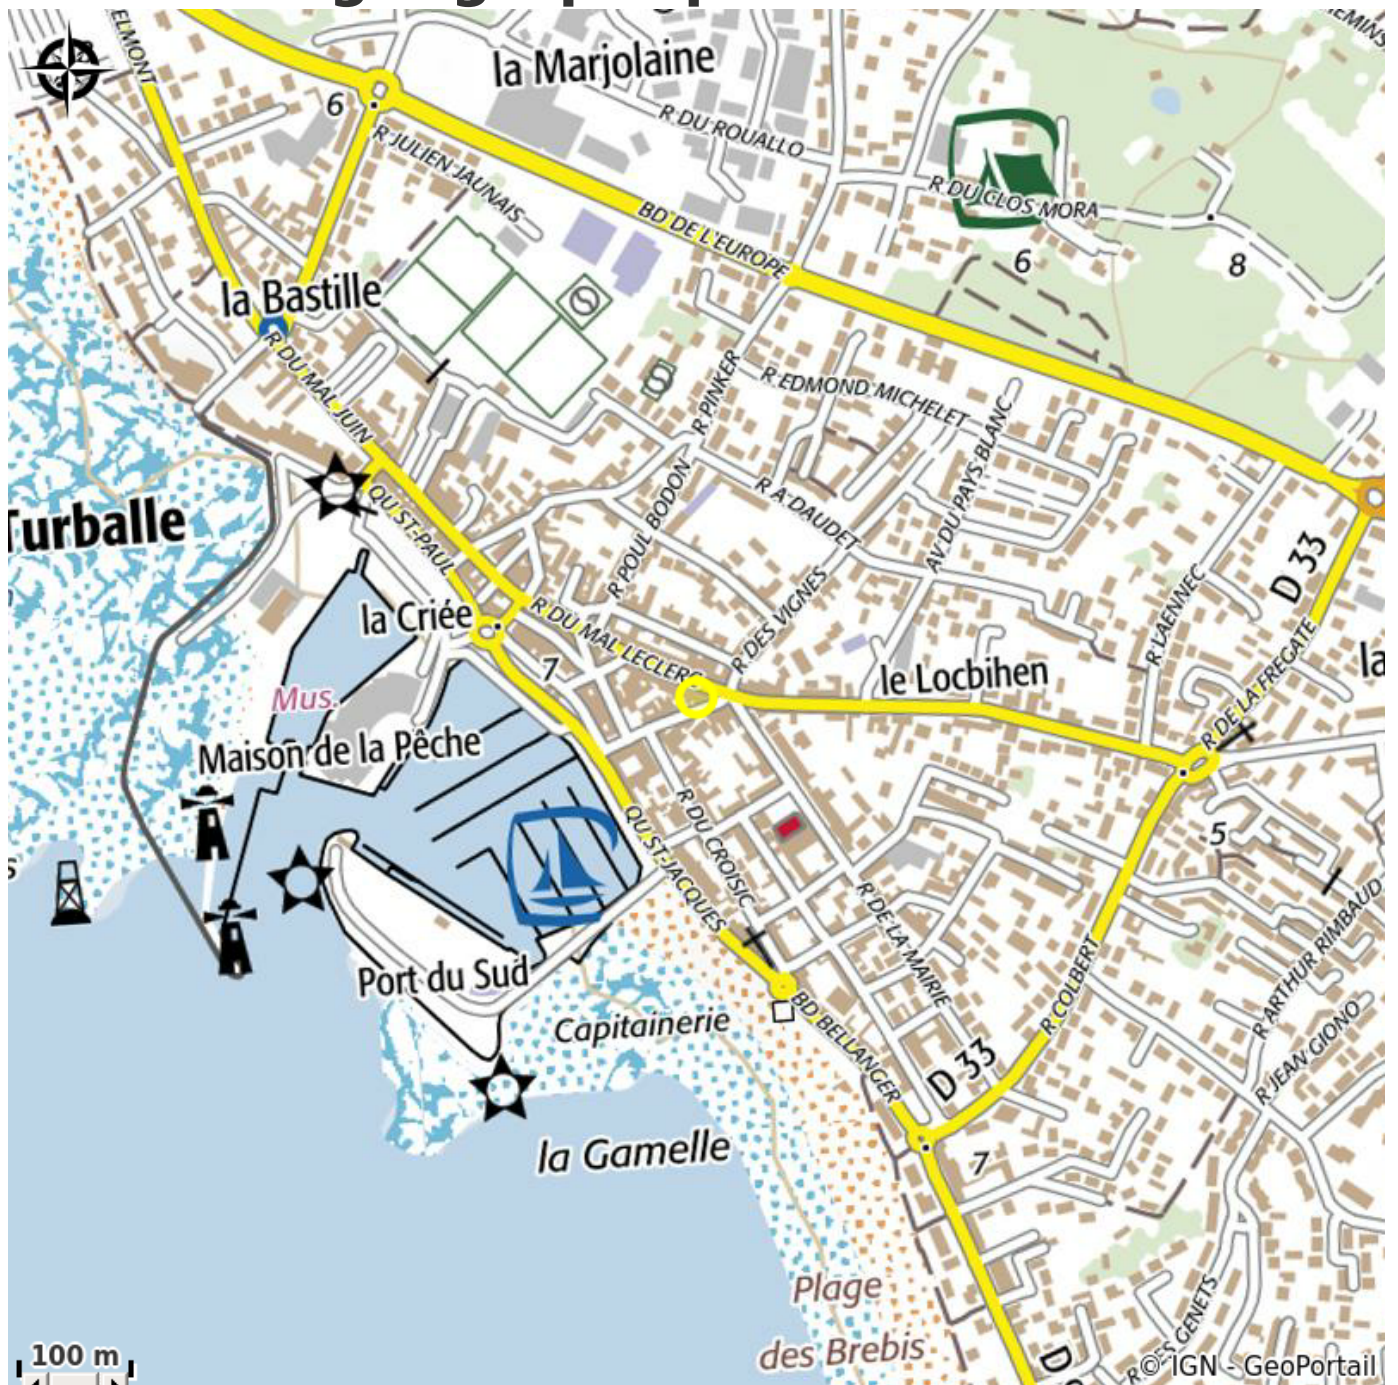 la Marjolaine
6
R DU ROUALLO
R JULIEN JAUNAIS
BD DE L'EUROPE
R DU CLOS MORA
6
8
la Bastille
R DU MAL JUIN
R PINKER
R EDMOND MICHELET
AV DU PAYS BLANC
QU ST-PAUL
R POUL BODON
R A DAUDET
Turballe
D 33
la Criée
R DU MAL LECLERC
R DES VIGNES
R LAENNEC
R DE LA FREGATE
7
le Locbihen
la
Mus.
Maison de la Pêche
QU ST-JACQUES
R DU CROISIC
5
R DE LA MAIRIE
R COLBERT
R ARTHUR RIMBAUD
Port du Sud
Capitainerie
BD BELLANGER
D 33
R JEAN GIONO
la Gamelle
7
Plage
des Brebis
R DES GENETS
100 m
© IGN - GeoPortail